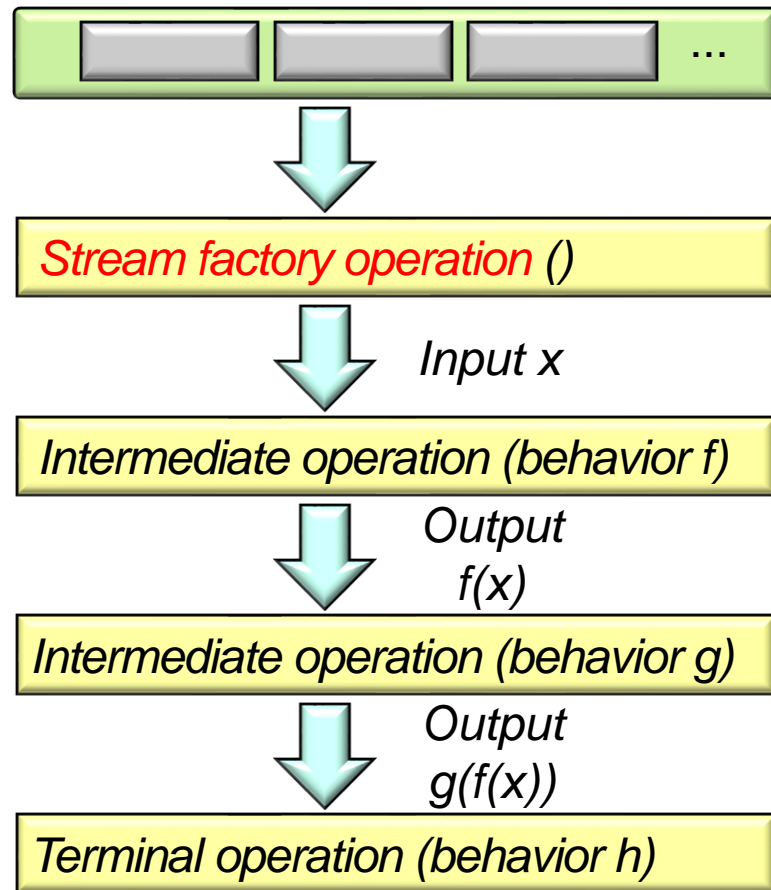 ...
Stream factory operation ()
Input x
Intermediate operation (behavior f)
Output
f(x)
Intermediate operation (behavior g)
Output
g(f(x))
Terminal operation (behavior h)